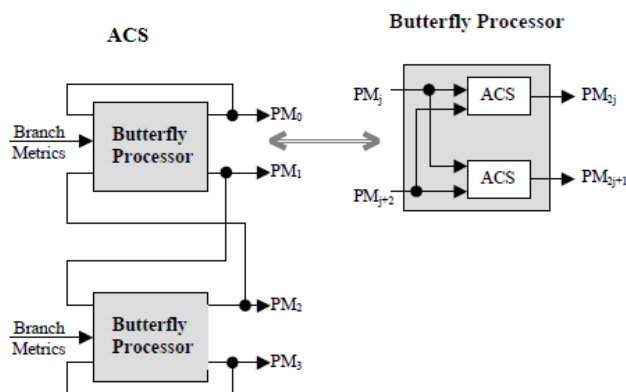 ACS
Butterfly Processor
Branch
Metrics
Butterfly
Processor
PM0
PM1
Branch
Metrics
Butterfly
Processor
PM2
PM3
PMj
PMj+2
ACS
ACS
PM2j
PM2j+1